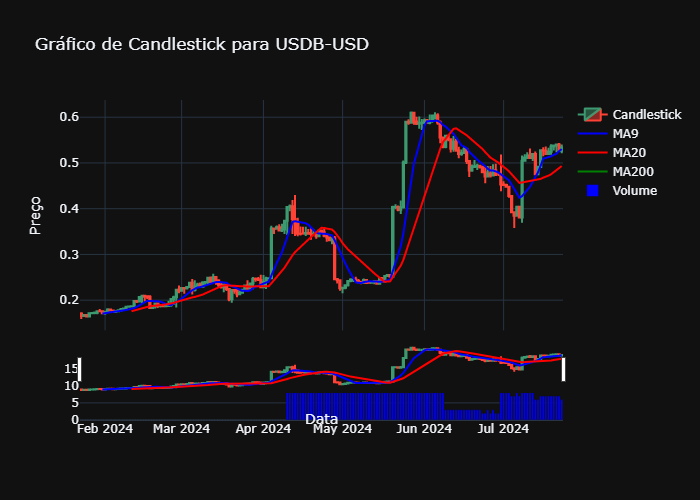 Gráfico de Candlestick para USDB-USD
Candlestick
MA9
MA20
MA200
Volume
Preço
0.6
0.5
0.4
0.3
0.2
15
10
5
0
Data
Feb 2024 Mar 2024 Apr 2024 May 2024 Jun 2024 Jul 2024